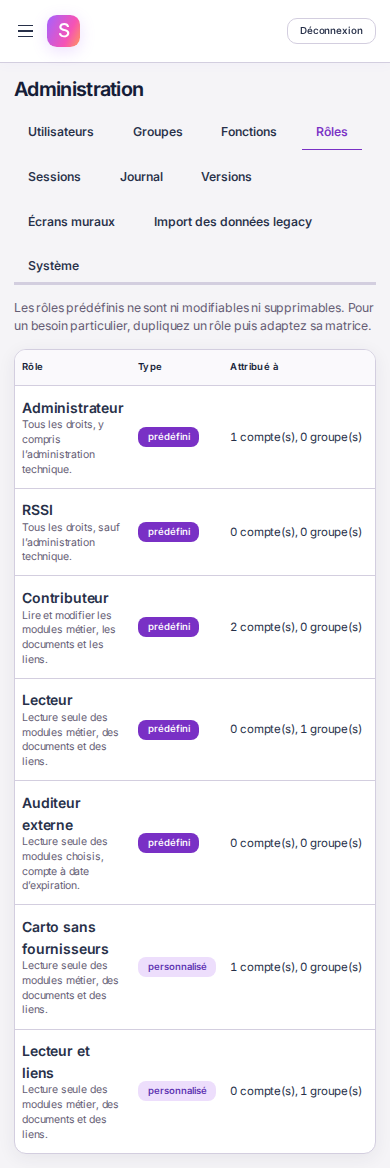 S
Déconnexion
Administration
Utilisateurs Groupes Fonctions Rôles
Sessions Journal Versions
Écrans muraux Import des données legacy
Système
Les rôles prédéfinis ne sont ni modifiables ni supprimables. Pour
un besoin particulier, dupliquez un rôle puis adaptez sa matrice.
Rôle Type Attribué à
Administrateur
Tous les droits, y
compris
l'administration
technique.
prédéfini
1 compte(s), 0 groupe(s)
RSSI
Tous les droits, sauf
l'administration
technique.
prédéfini
0 compte(s), 0 groupe(s)
Contributeur
Lire et modifier les
modules métier, les
documents et les
liens.
prédéfini
2 compte(s), 0 groupe(s)
Lecteur
Lecture seule des
modules métier, des
documents et des
liens.
prédéfini
0 compte(s), 1 groupe(s)
Auditeur
externe
Lecture seule des
modules choisis,
compte à date
d'expiration.
prédéfini
0 compte(s), 0 groupe(s)
Carto sans
fournisseurs
Lecture seule des
modules métier, des
documents et des
liens.
personnalisé
1 compte(s), 0 groupe(s)
Lecteur et
liens
Lecture seule des
modules métier, des
documents et des
liens.
personnalisé
0 compte(s), 1 groupe(s)